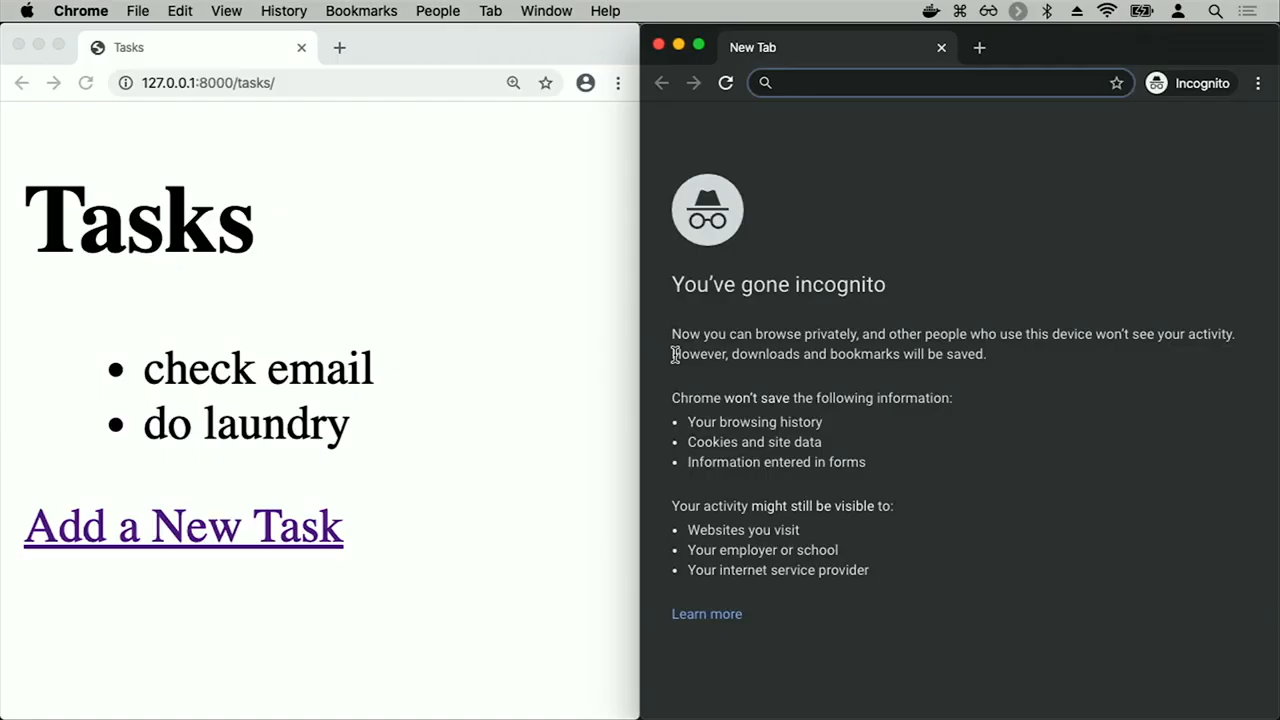 Chrome File Edit View History Bookmarks People Tab Window Help
Tasks
127.0.0.1:8000/tasks/
Tasks
check email
do laundry
Add a New Task
New Tab
Incognito
You’ve gone incognito
Now you can browse privately, and other people who use this device won’t see your activity.
However, downloads and bookmarks will be saved.
Chrome won’t save the following information:
Your browsing history
Cookies and site data
Information entered in forms
Your activity might still be visible to:
Websites you visit
Your employer or school
Your internet service provider
Learn more